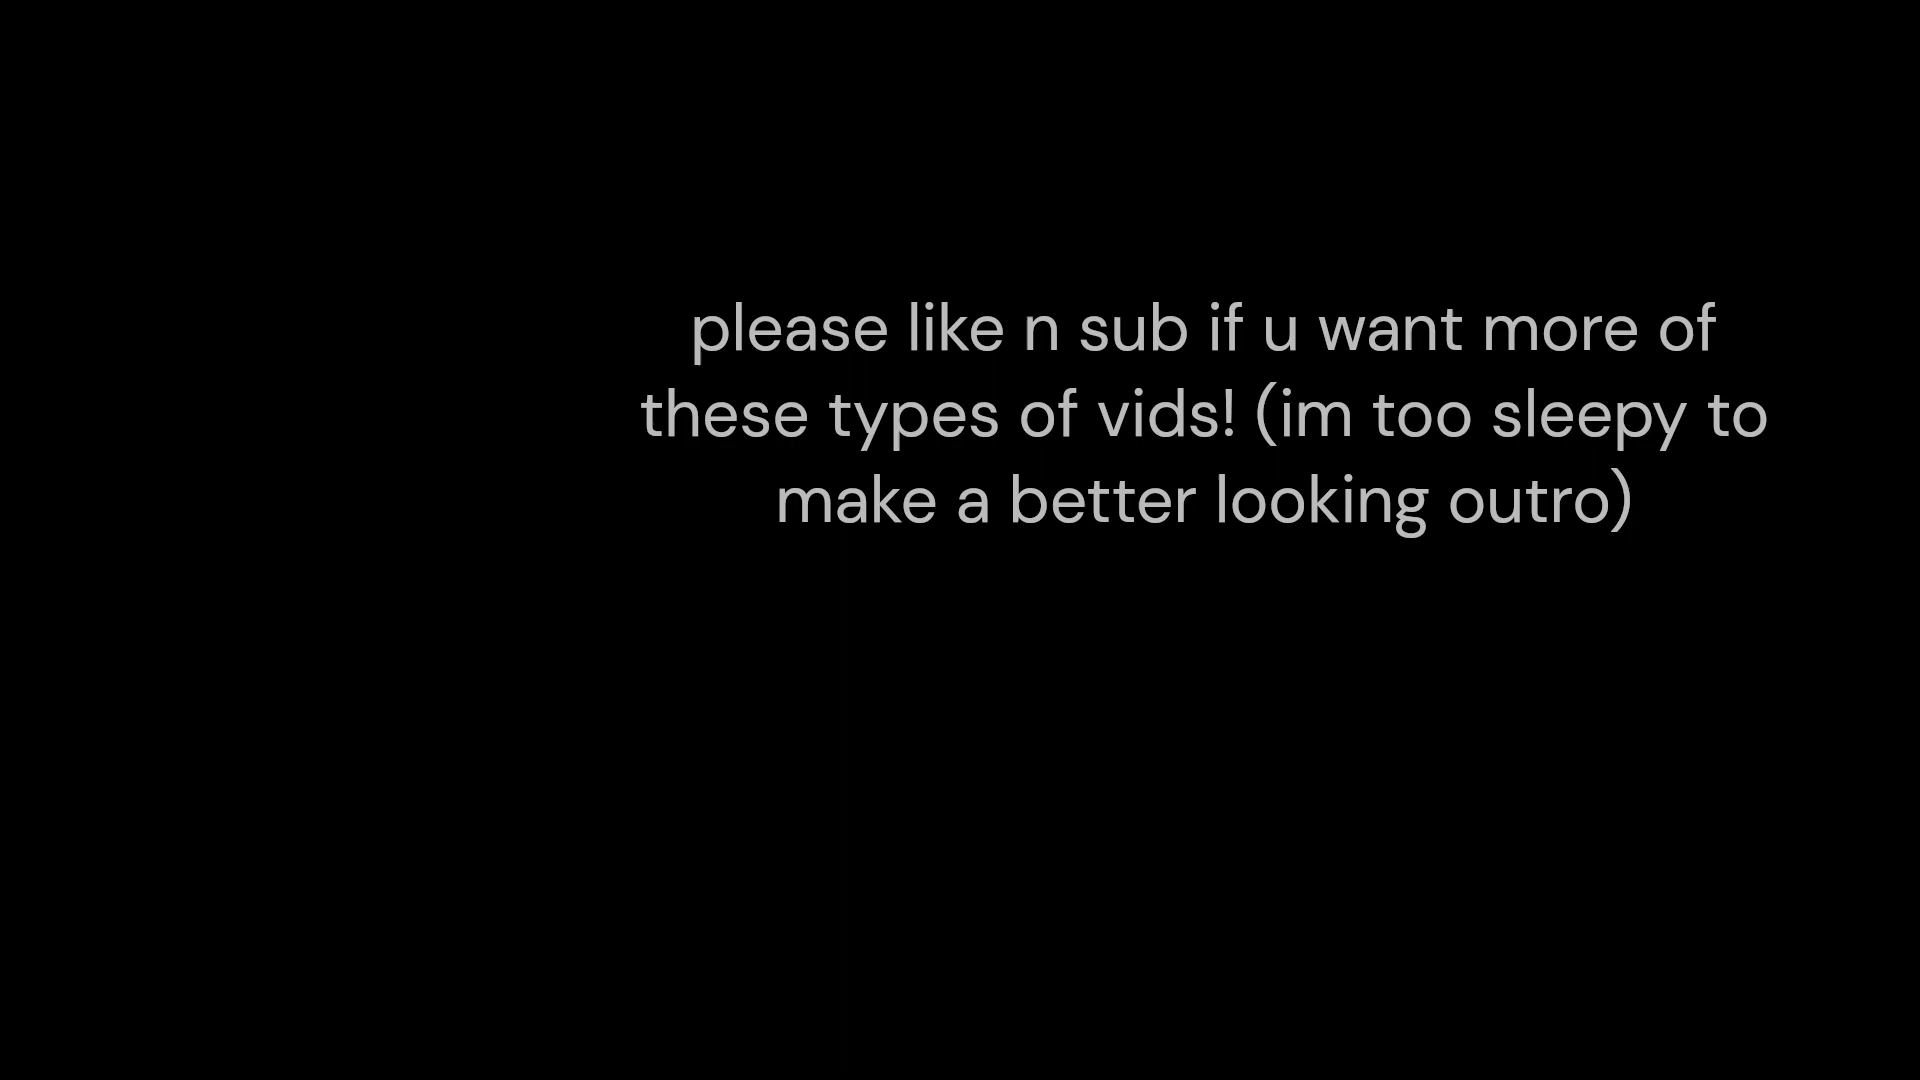 please like n sub if u want more of
these types of vids! (im too sleepy to
make a better looking outro)